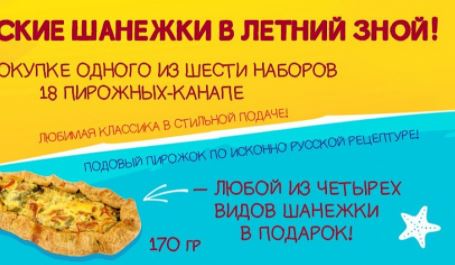 СКИЕ ШАНЕЖКИ В ЛЕТНИЙ ЗНОЙ!
ОКУПКЕ ОДНОГО ИЗ ШЕСТИ НАБОРОВ
18 ПИРОЖНЫХ-КАНАПЕ
ЛЮБИМАЯ КЛАССИКА В СТИЛЬНОЙ ПОДАЧЕ!
ПОДОВЫЙ ПИРОЖОК ПО ИСКОННО РУССКОЙ РЕЦЕПТУРЕ!
— ЛЮБОЙ ИЗ ЧЕТЫРЕХ
ВИДОВ ШАНЕЖКИ
В ПОДАРОК!
170 ГР